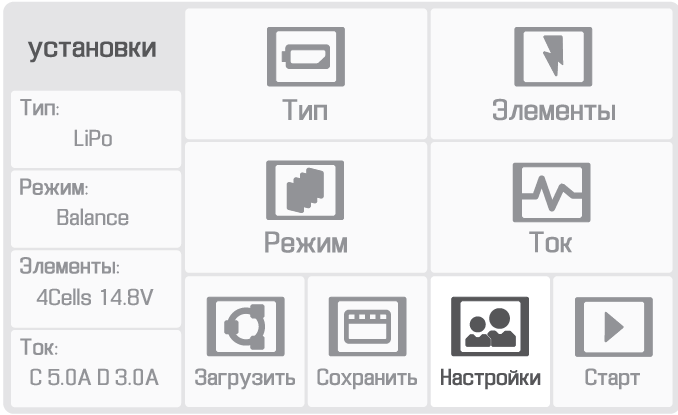 установки
Тип:
LiPo
Режим:
Balance
Элементы:
4Cells 14.8V
Ток:
C 5.0A D 3.0A
Тип
Элементы
Режим
Ток
Загрузить
Сохранить
Настройки
Старт